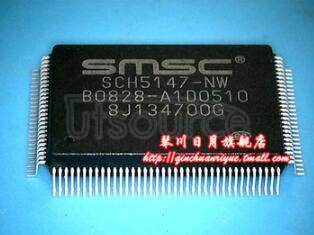 smsc®
SCH5147-NW
B0828-A1D0510
8J134700G
琴川日月旗舰店
http://qinchuanriyue.tmall.com